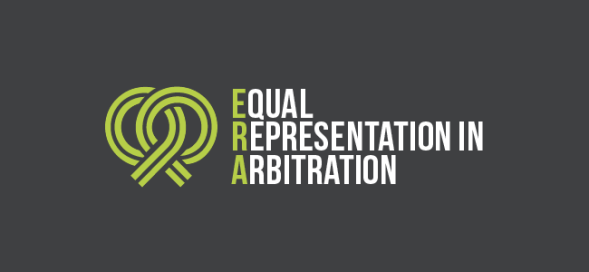 EQUAL
REPRESENTATION IN
ARBITRATION